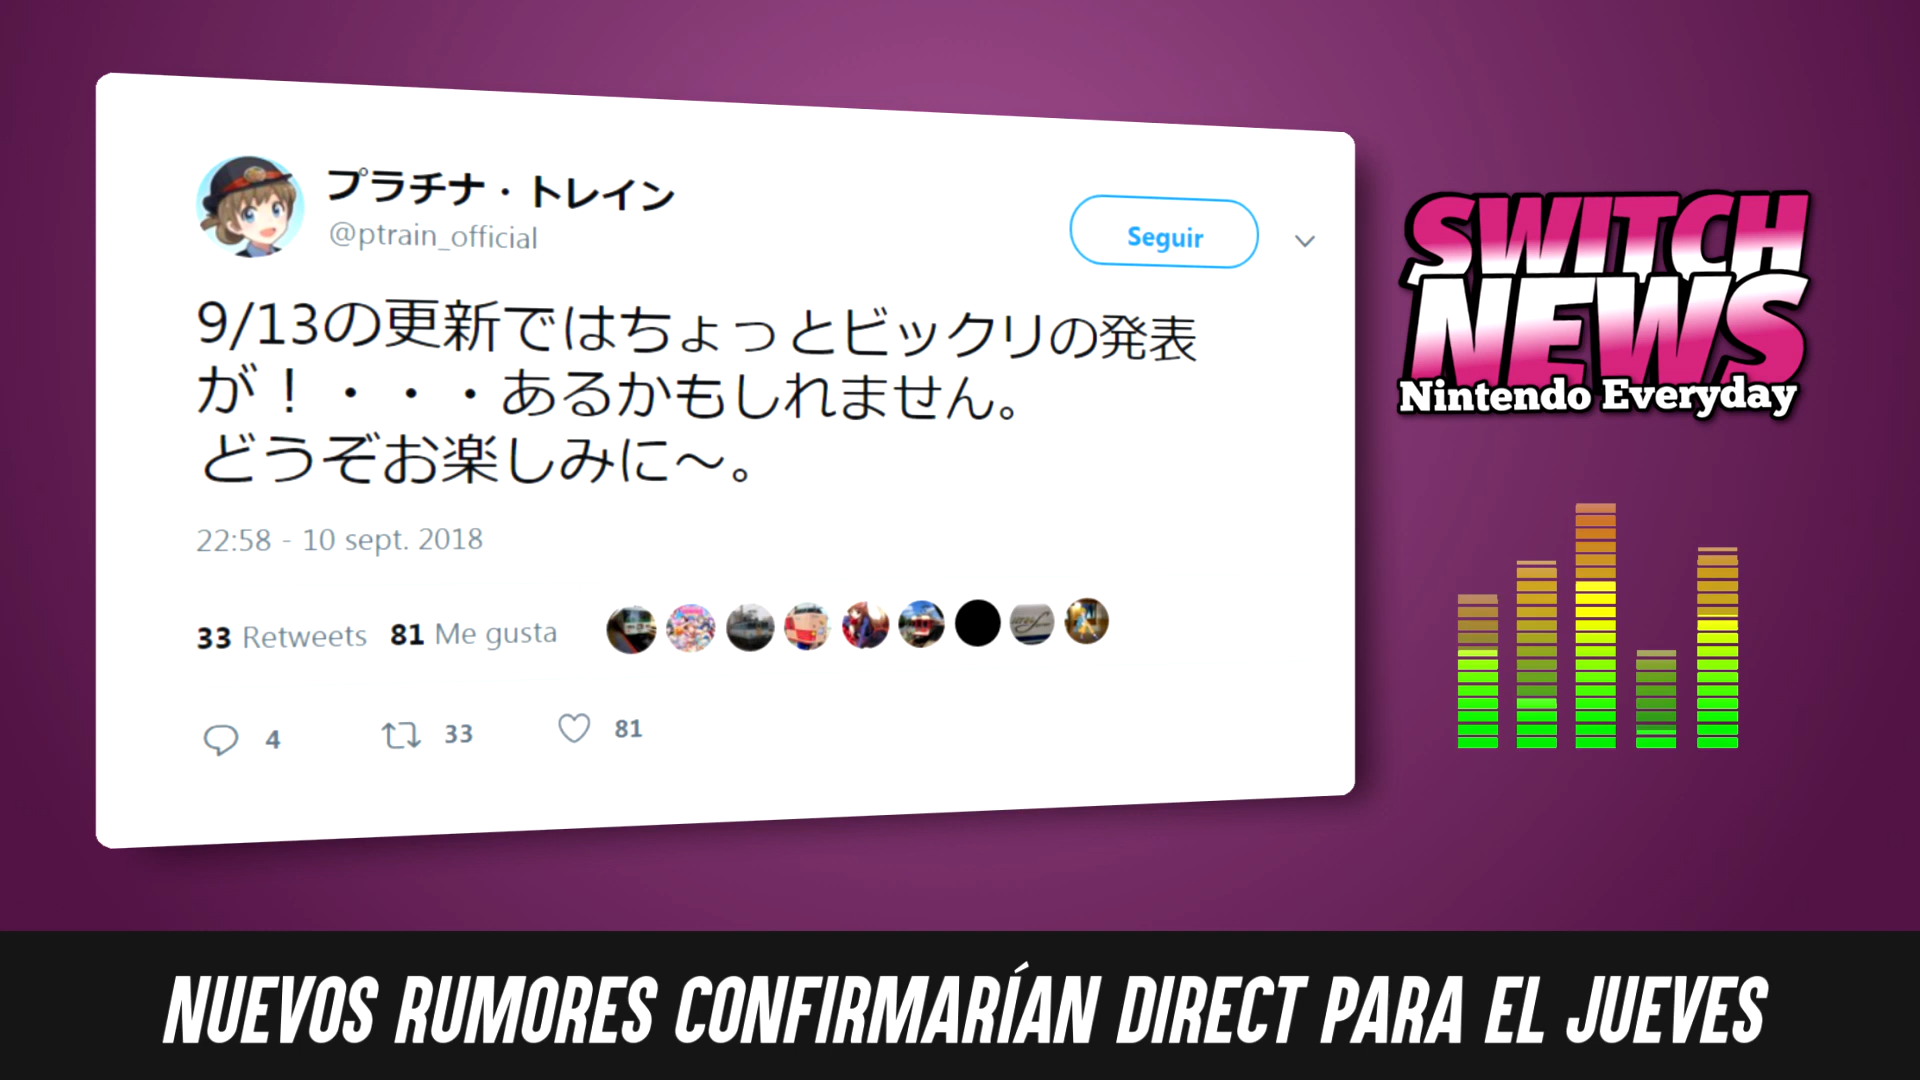 プラチナ・トレイン
@ptrain_official
Seguir
9/13の更新ではちょっとビックリの発表
が！・・・あるかもしれません。
どうぞお楽しみに～。
22:58 - 10 sept. 2018
33 Retweets 81 Me gusta
4 33 81
SWITCH
NEWS
Nintendo Everyday
NUEVOS RUMORES CONFIRMARÍAN DIRECT PARA EL JUEVES